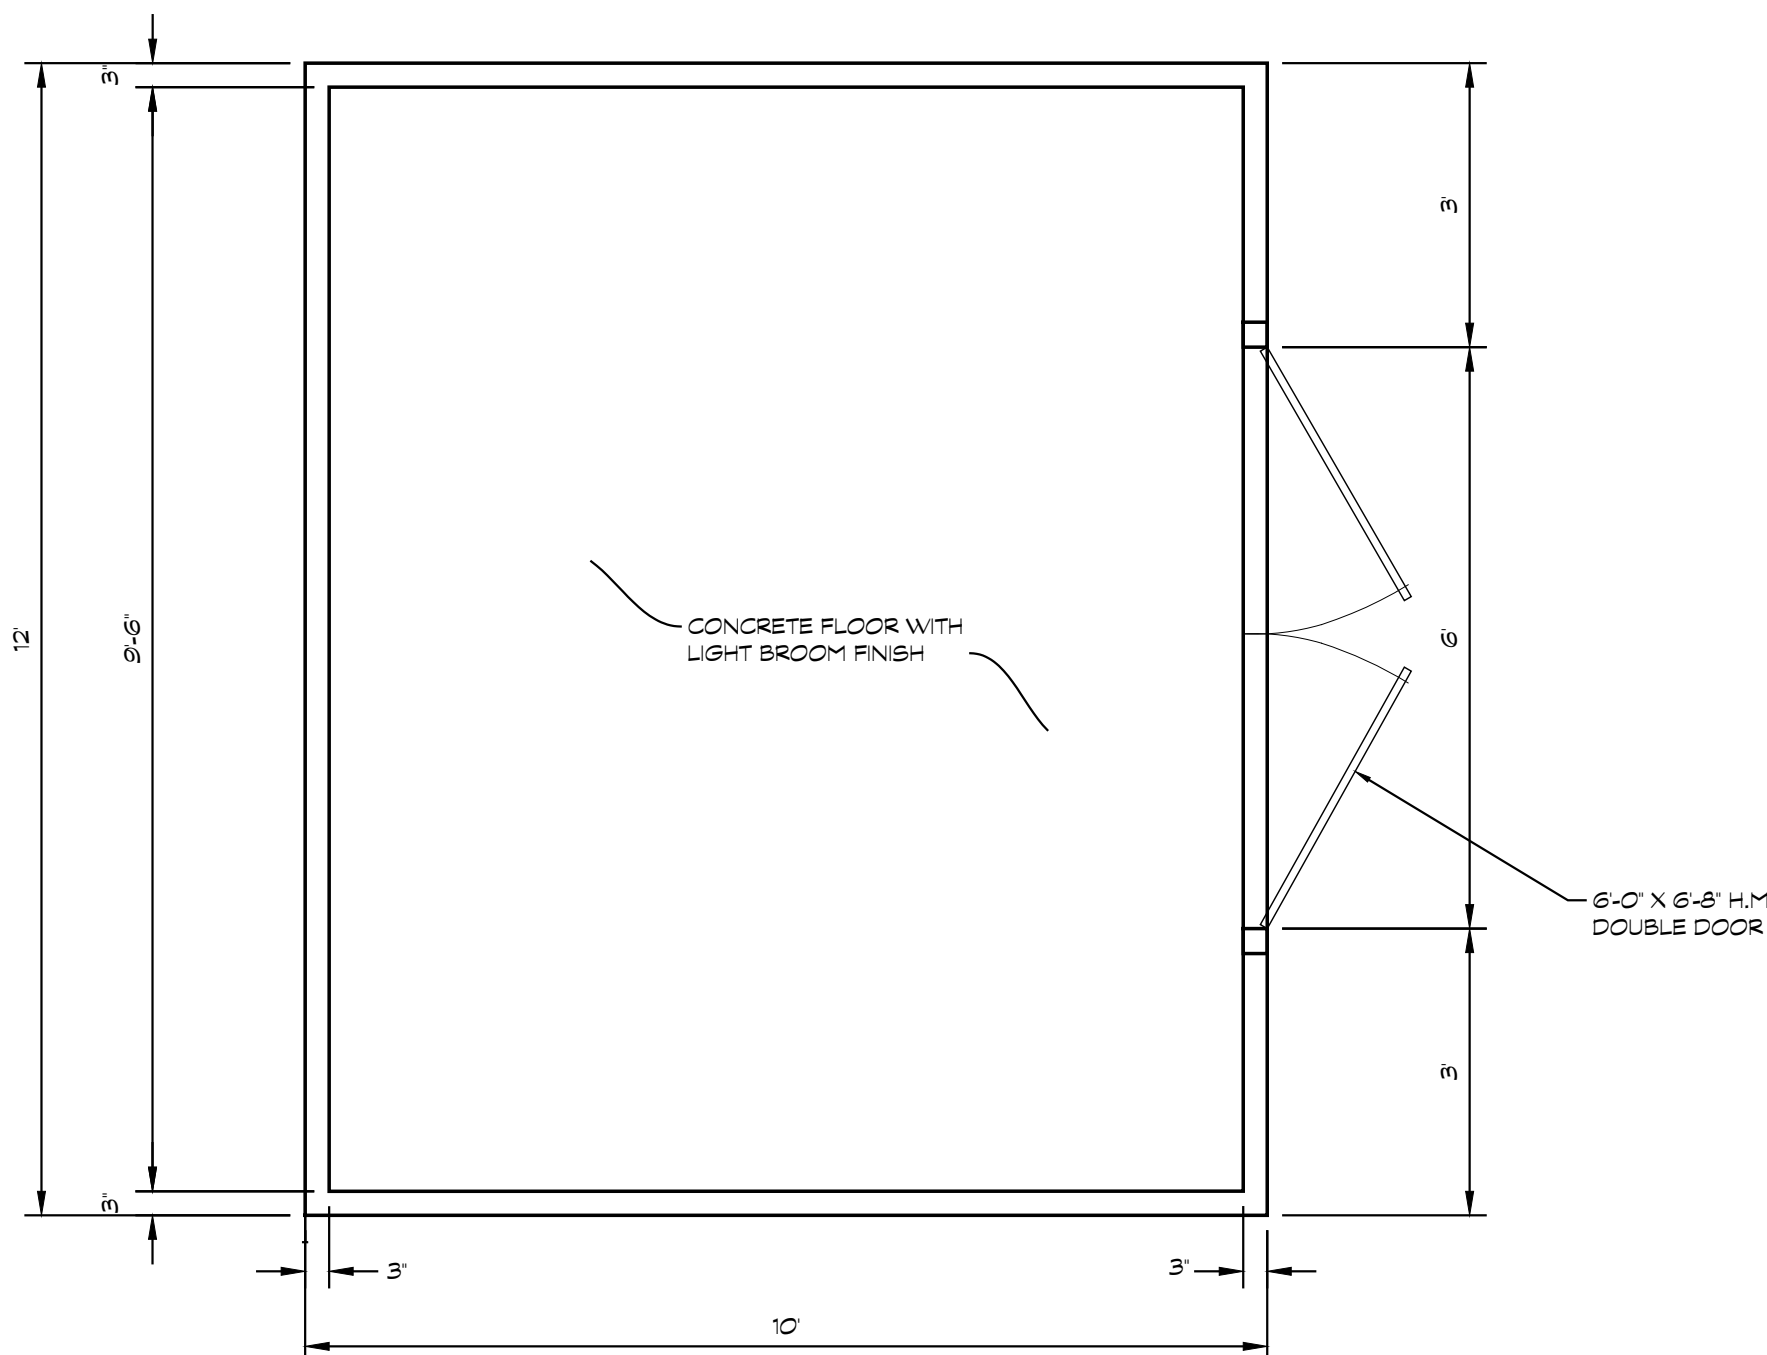 3"
3'
CONCRETE FLOOR WITH
LIGHT BROOM FINISH
12'
9'-6"
6'
6'-0" X 6'-8" H.M
DOUBLE DOOR
3'
3"
3"
3"
10'